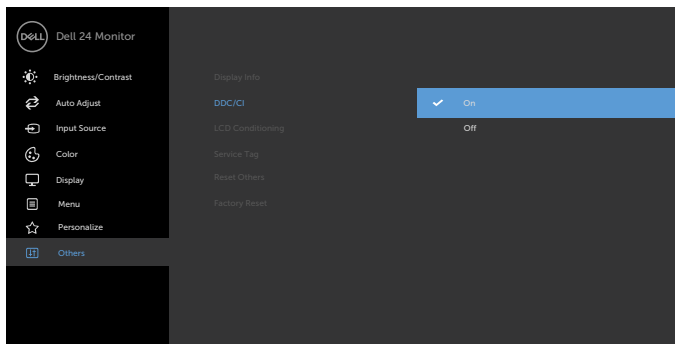 DELL Dell 24 Monitor
Brightness/Contrast
Auto Adjust
Input Source
Color
Display
Menu
Personalize
Others
Display Info
DDC/CI
LCD Conditioning
Service Tag
Reset Others
Factory Reset
On
Off